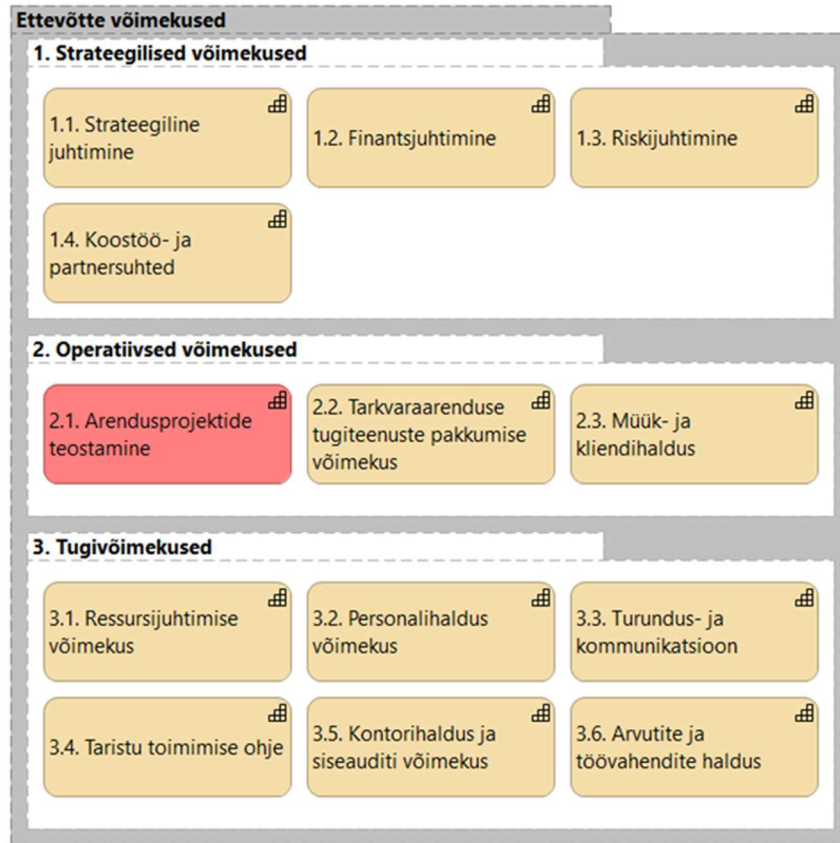 Ettevõtte võimekused
1. Strateegilised võimekused
1.1. Strateegiline
juhtimine
1.2. Finantsjuhtimine
1.3. Riskijuhtimine
1.4. Koostöö- ja
partnersuhted
2. Operatiivsed võimekused
2.1. Arendusprojektide
teostamine
2.2. Tarkvaraarenduse
tugiteenuste pakkumise
võimekus
2.3. Müük- ja
kliendihaldus
3. Tugivõimekused
3.1. Ressursijuhtimise
võimekus
3.2. Personalihaldus
võimekus
3.3. Turundus- ja
kommunikatsioon
3.4. Taristu toimimise ohje
3.5. Kontorihaldus ja
siseauditi võimekus
3.6. Arvutite ja
töövahendite haldus